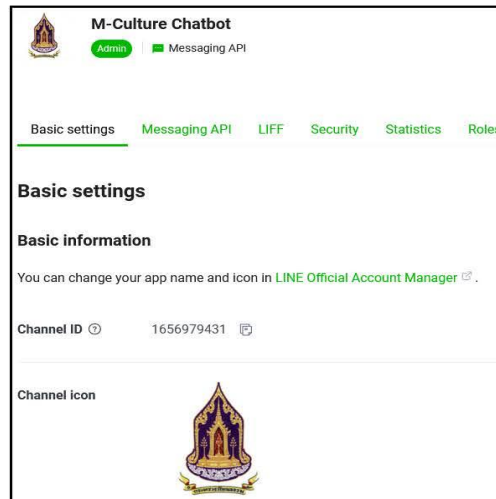 M-Culture Chatbot
Admin Messaging API
Basic settings Messaging API LIFF Security Statistics Roles
Basic settings
Basic information
You can change your app name and icon in LINE Official Account Manager .
Channel ID 1656979431
Channel icon